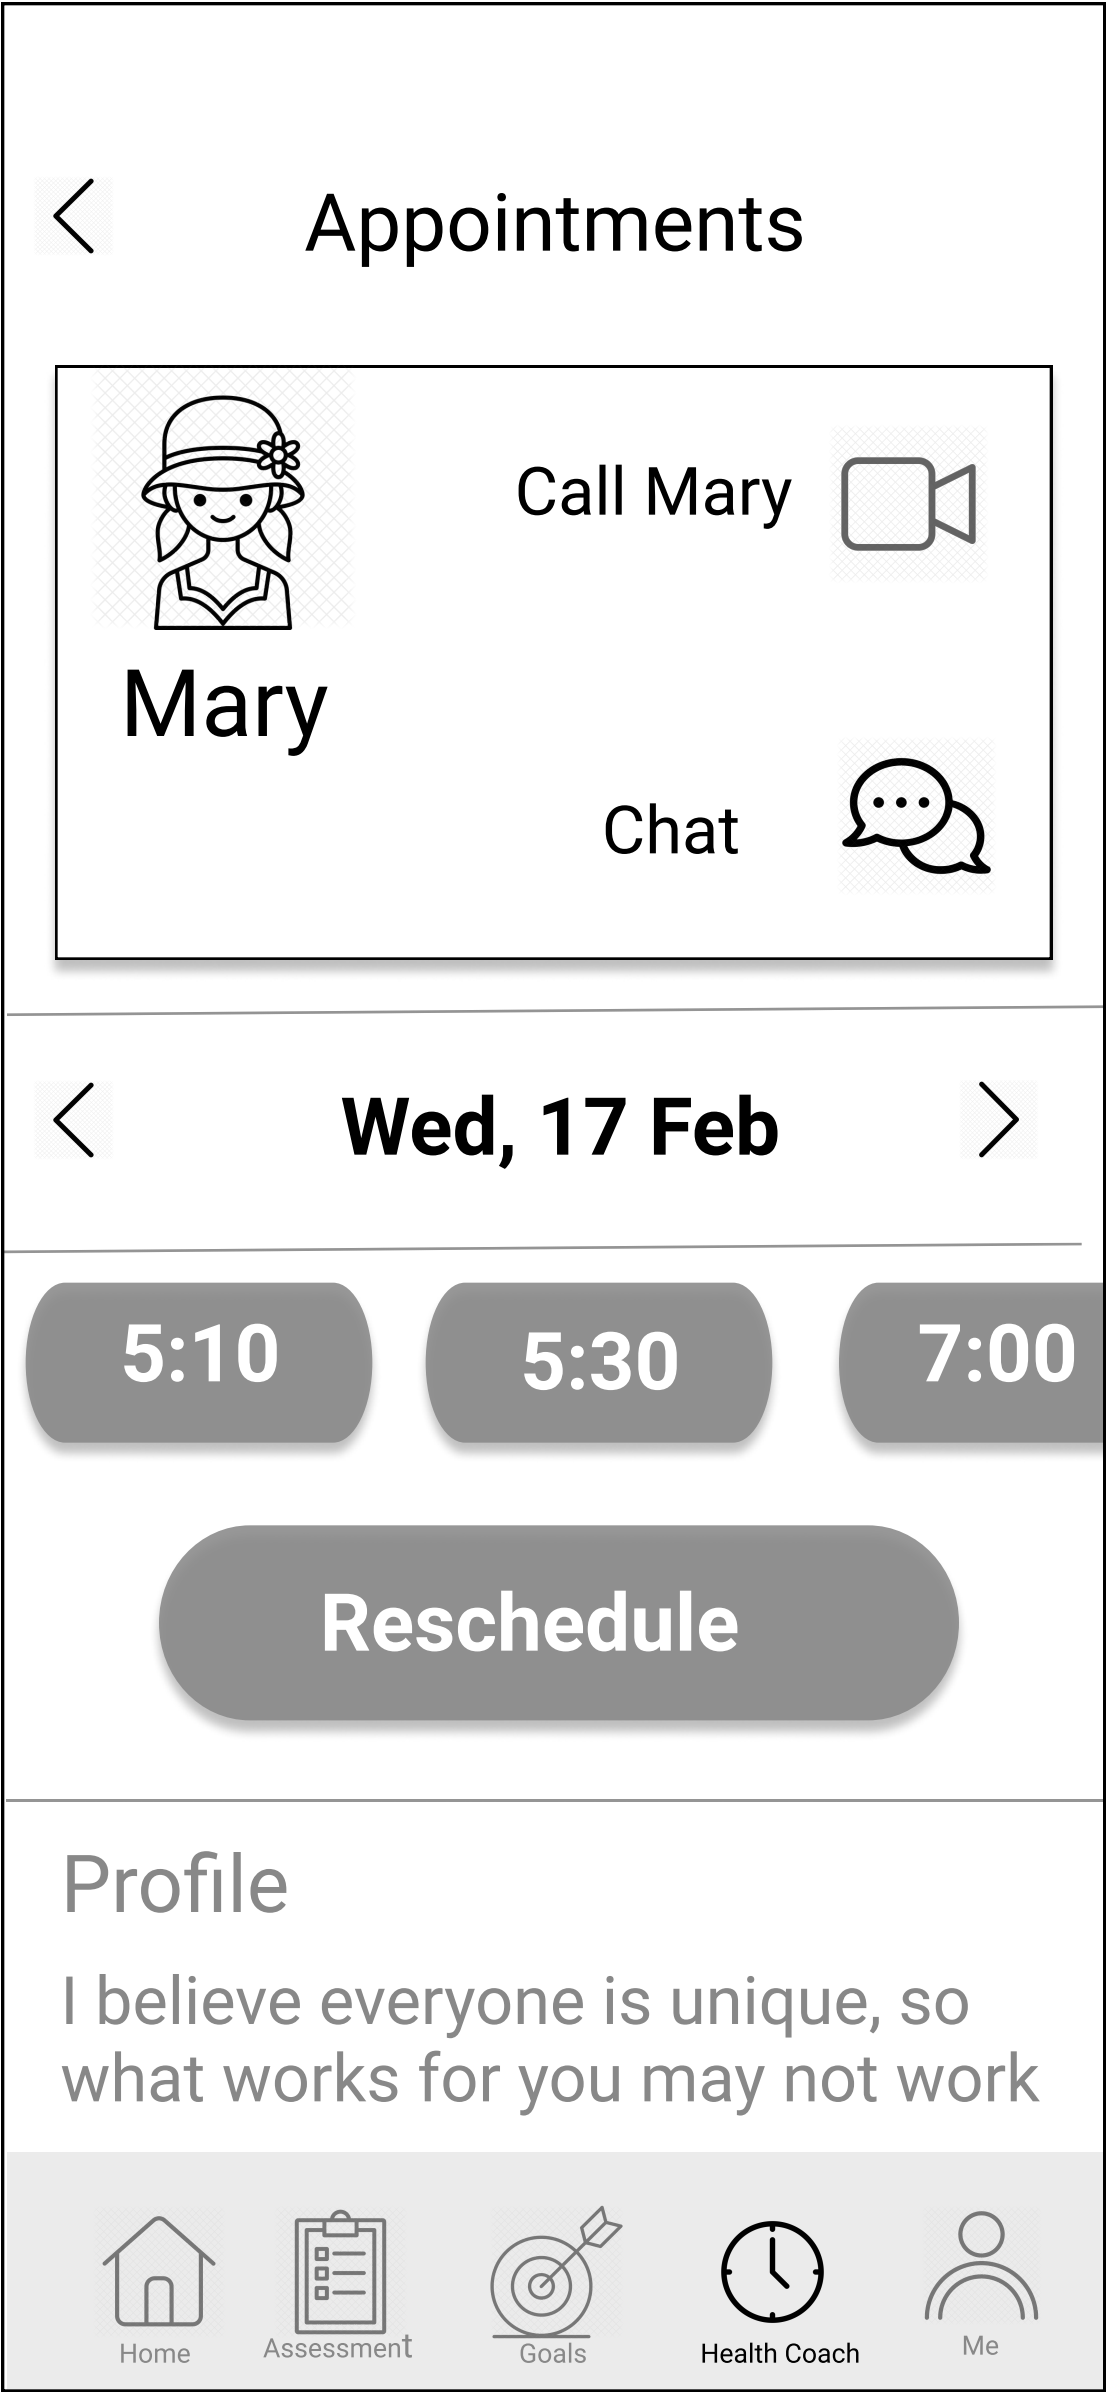 Appointments
Call Mary
Mary
Chat
Wed, 17 Feb
5:10
5:30
7:00
Reschedule
Profile
I believe everyone is unique, so
what works for you may not work
Home
Assessment
Goals
Health Coach
Me